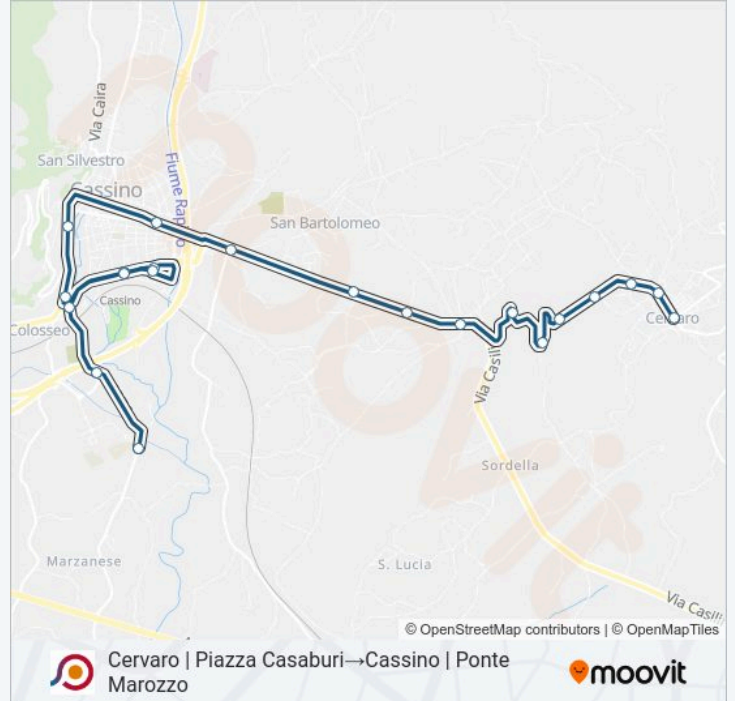 Via Caira
San Silvestro
Cassino
Fiume Rapido
San Bartolomeo
Cassino
Colosseo
Cervaro
Via Casili
Sordella
Marzanese
S. Lucia
Via Casili
© OpenStreetMap contributors | © OpenMapTiles
Cervaro | Piazza Casaburi→Cassino | Ponte
Marozzo
moovit